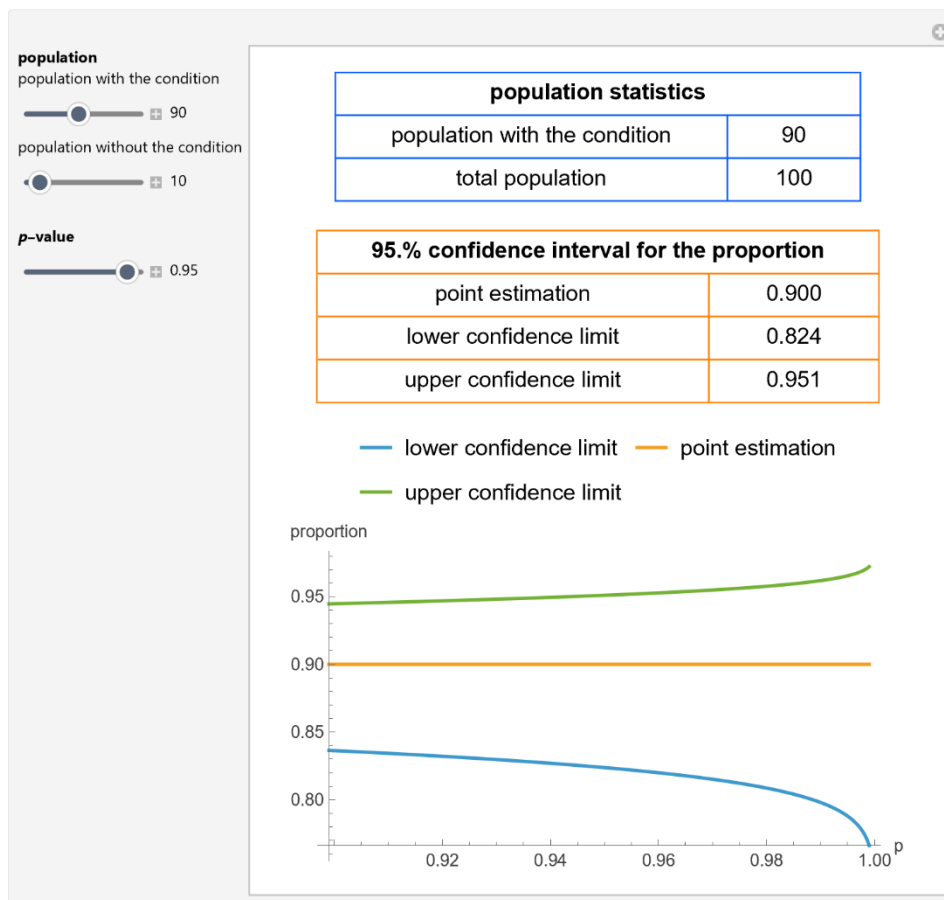 population
population with the condition
90
population without the condition
10
p-value
0.95
population statistics
population with the condition 90
total population 100
95.% confidence interval for the proportion
point estimation 0.900
lower confidence limit 0.824
upper confidence limit 0.951
lower confidence limit point estimation
upper confidence limit
proportion
0.95
0.90
0.85
0.80
0.92 0.94 0.96 0.98 1.00 p